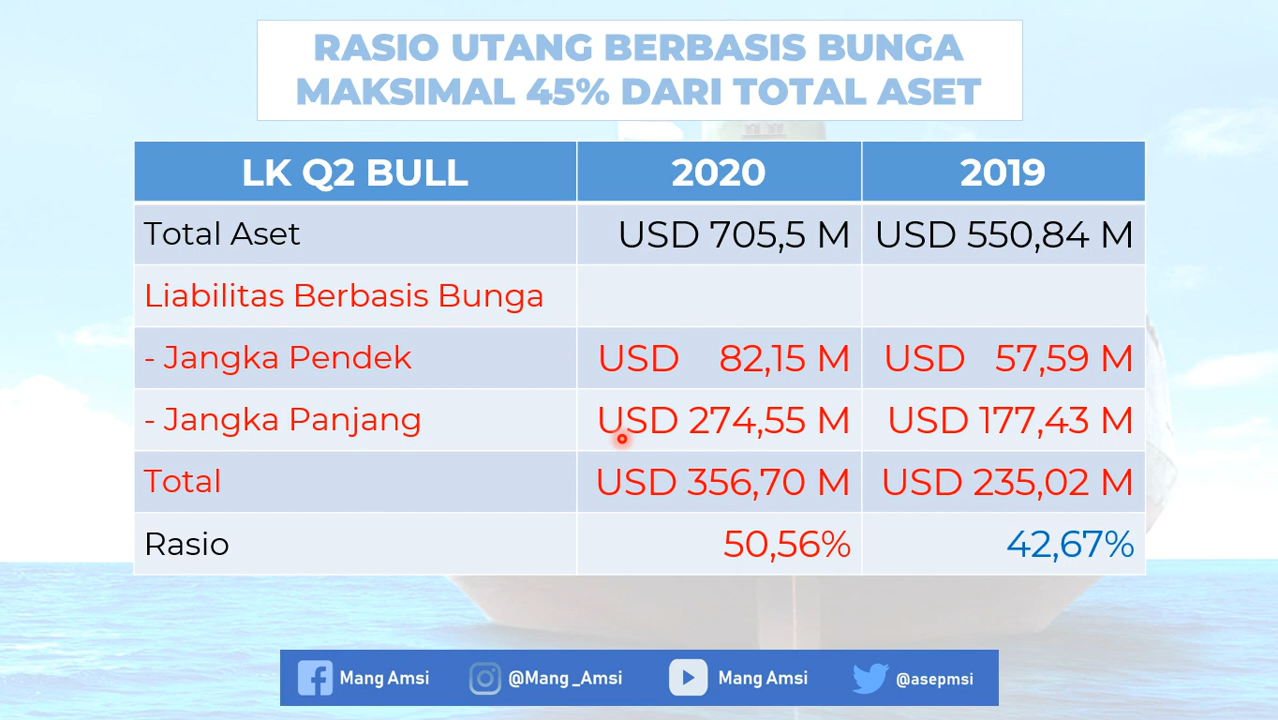 RASIO UTANG BERBASIS BUNGA
MAKSIMAL 45% DARI TOTAL ASET
LK Q2 BULL 2020 2019
Total Aset USD 705,5 M USD 550,84 M
Liabilitas Berbasis Bunga
- Jangka Pendek USD 82,15 M USD 57,59 M
- Jangka Panjang USD 274,55 M USD 177,43 M
Total USD 356,70 M USD 235,02 M
Rasio 50,56% 42,67%
Mang Amsi @Mang_Amsi Mang Amsi @asepmsi